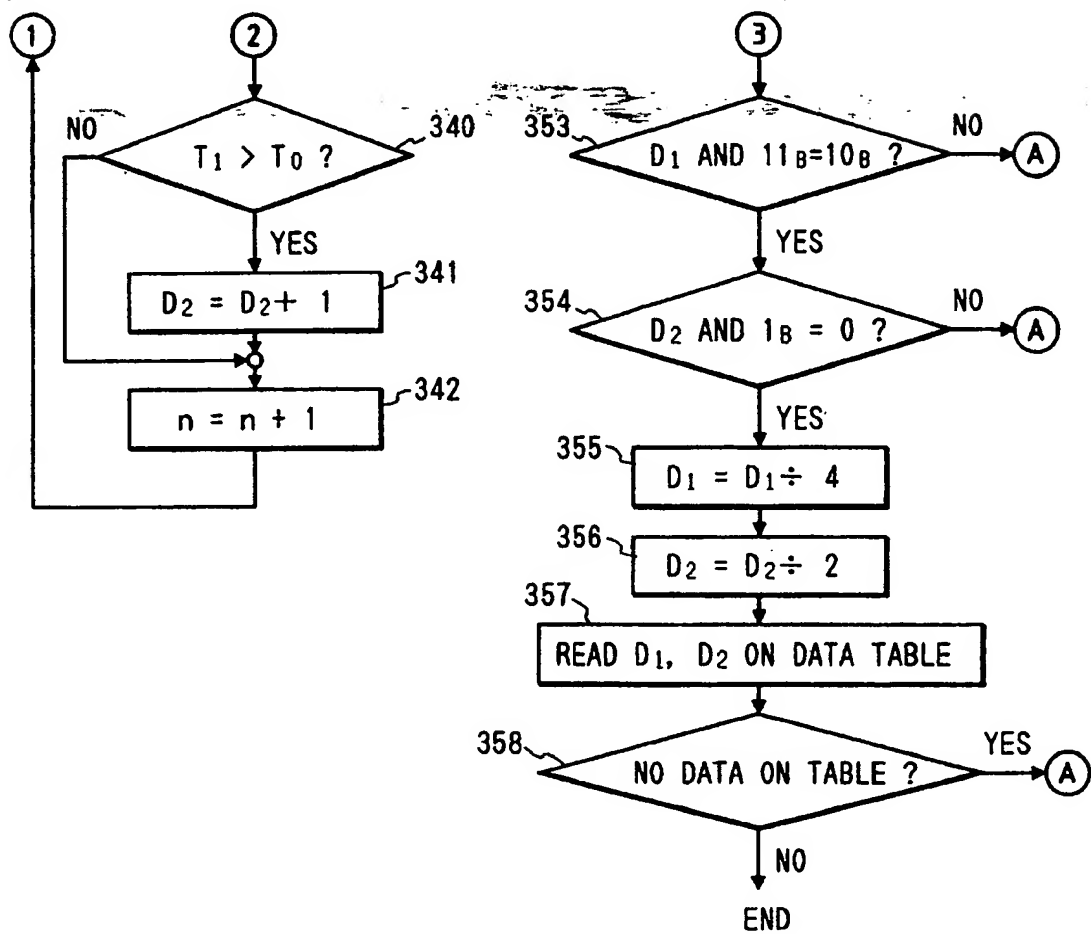 1
2
NO
340
T₁ > T₀ ?
YES
341
D₂ = D₂+ 1
342
n = n + 1
3
353
NO
D₁ AND 11B=10B ?
A
YES
354
NO
D₂ AND 1B = 0 ?
A
YES
355
D₁ = D₁÷ 4
356
D₂ = D₂÷ 2
357
READ D₁, D₂ ON DATA TABLE
358
YES
NO DATA ON TABLE ?
A
NO
END